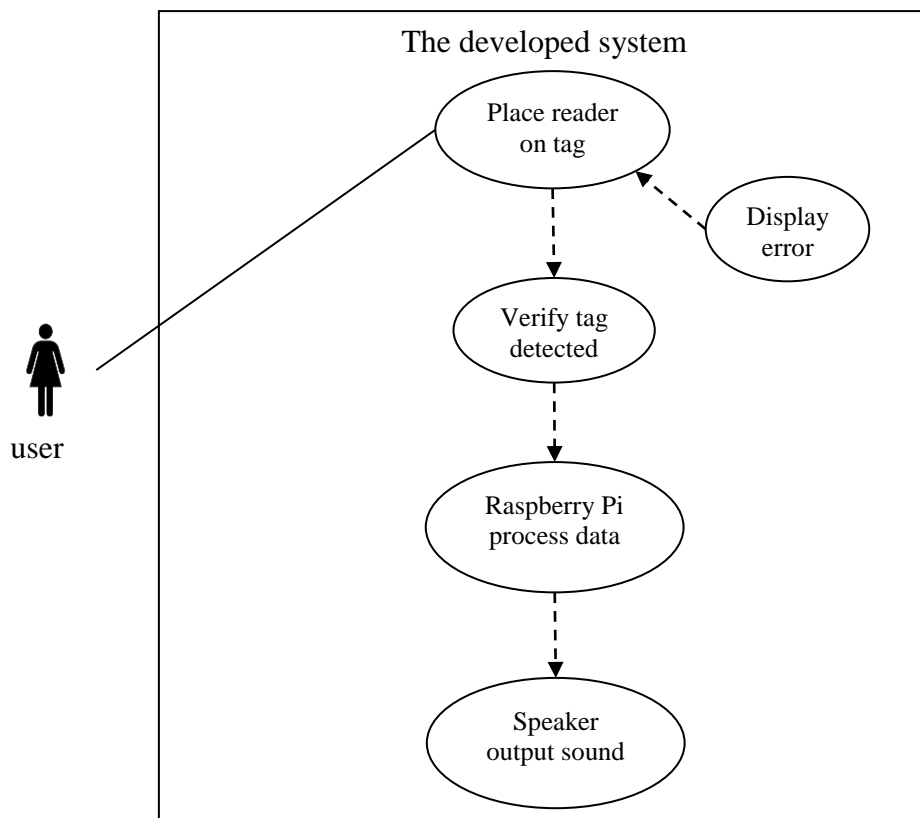 The developed system
Place reader
on tag
Display
error
Verify tag
detected
user
Raspberry Pi
process data
Speaker
output sound